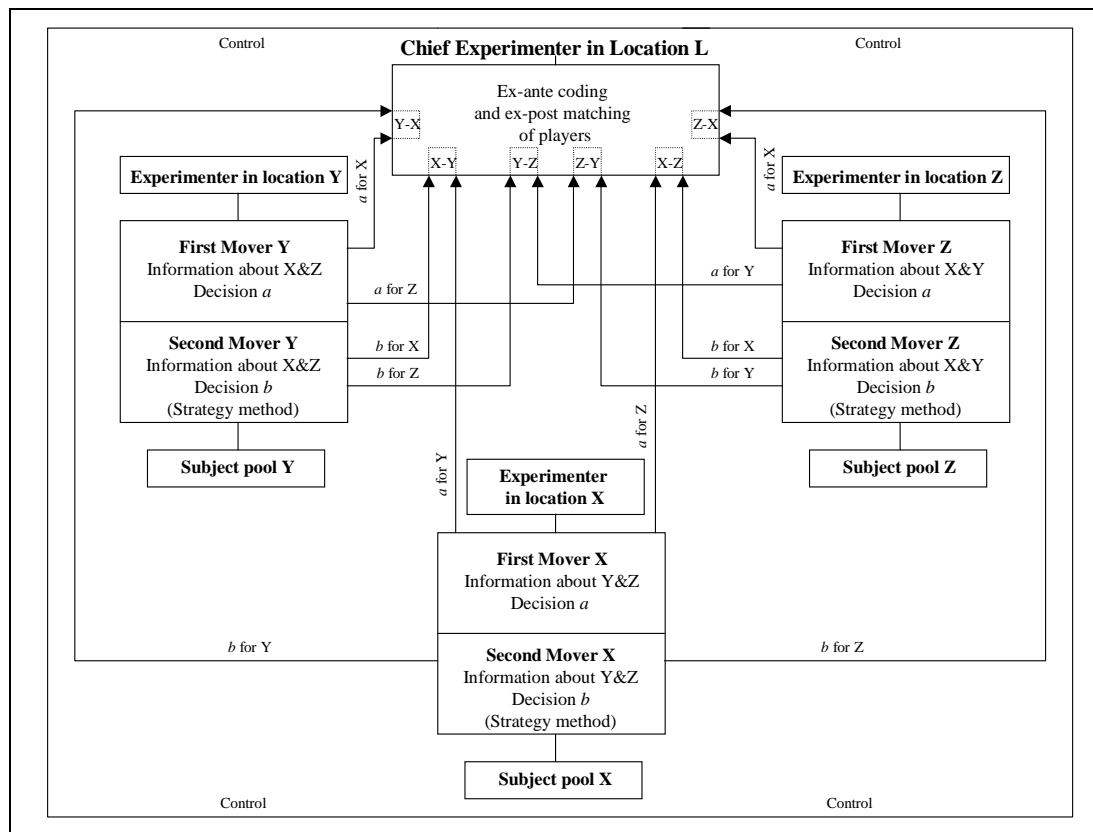 Control
Control
Chief Experimenter in Location L
Ex-ante coding
and ex-post matching
of players
Y-X
Z-X
X-Y
Y-Z
Z-Y
X-Z
a for X
a for X
Experimenter in location Y
Experimenter in location Z
First Mover Y
Information about X&Z
Decision a
First Mover Z
Information about X&Y
Decision a
a for Y
a for Z
Second Mover Y
Information about X&Z
Decision b
(Strategy method)
b for X
b for Z
b for X
b for Y
Second Mover Z
Information about X&Y
Decision b
(Strategy method)
Subject pool Y
Subject pool Z
a for Y
a for Z
Experimenter
in location X
First Mover X
Information about Y&Z
Decision a
b for Y
b for Z
Second Mover X
Information about Y&Z
Decision b
(Strategy method)
Subject pool X
Control
Control